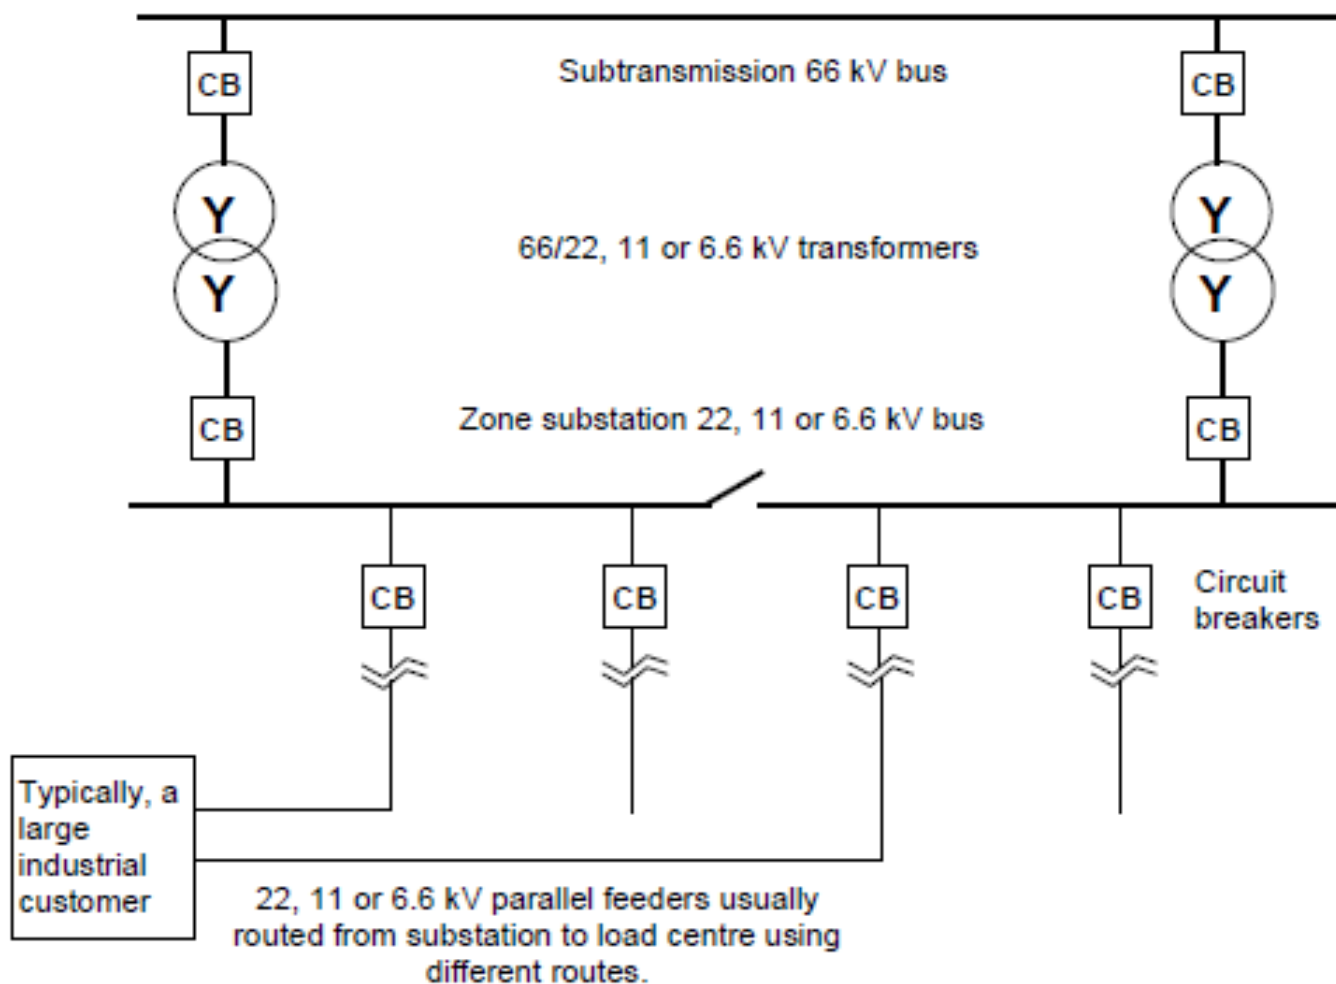 Subtransmission 66 kV bus
CB
CB
Y
Y
66/22, 11 or 6.6 kV transformers
Y
Y
Zone substation 22, 11 or 6.6 kV bus
CB
CB
CB
CB
CB
CB
Circuit
breakers
Typically, a
large
industrial
customer
22, 11 or 6.6 kV parallel feeders usually
routed from substation to load centre using
different routes.